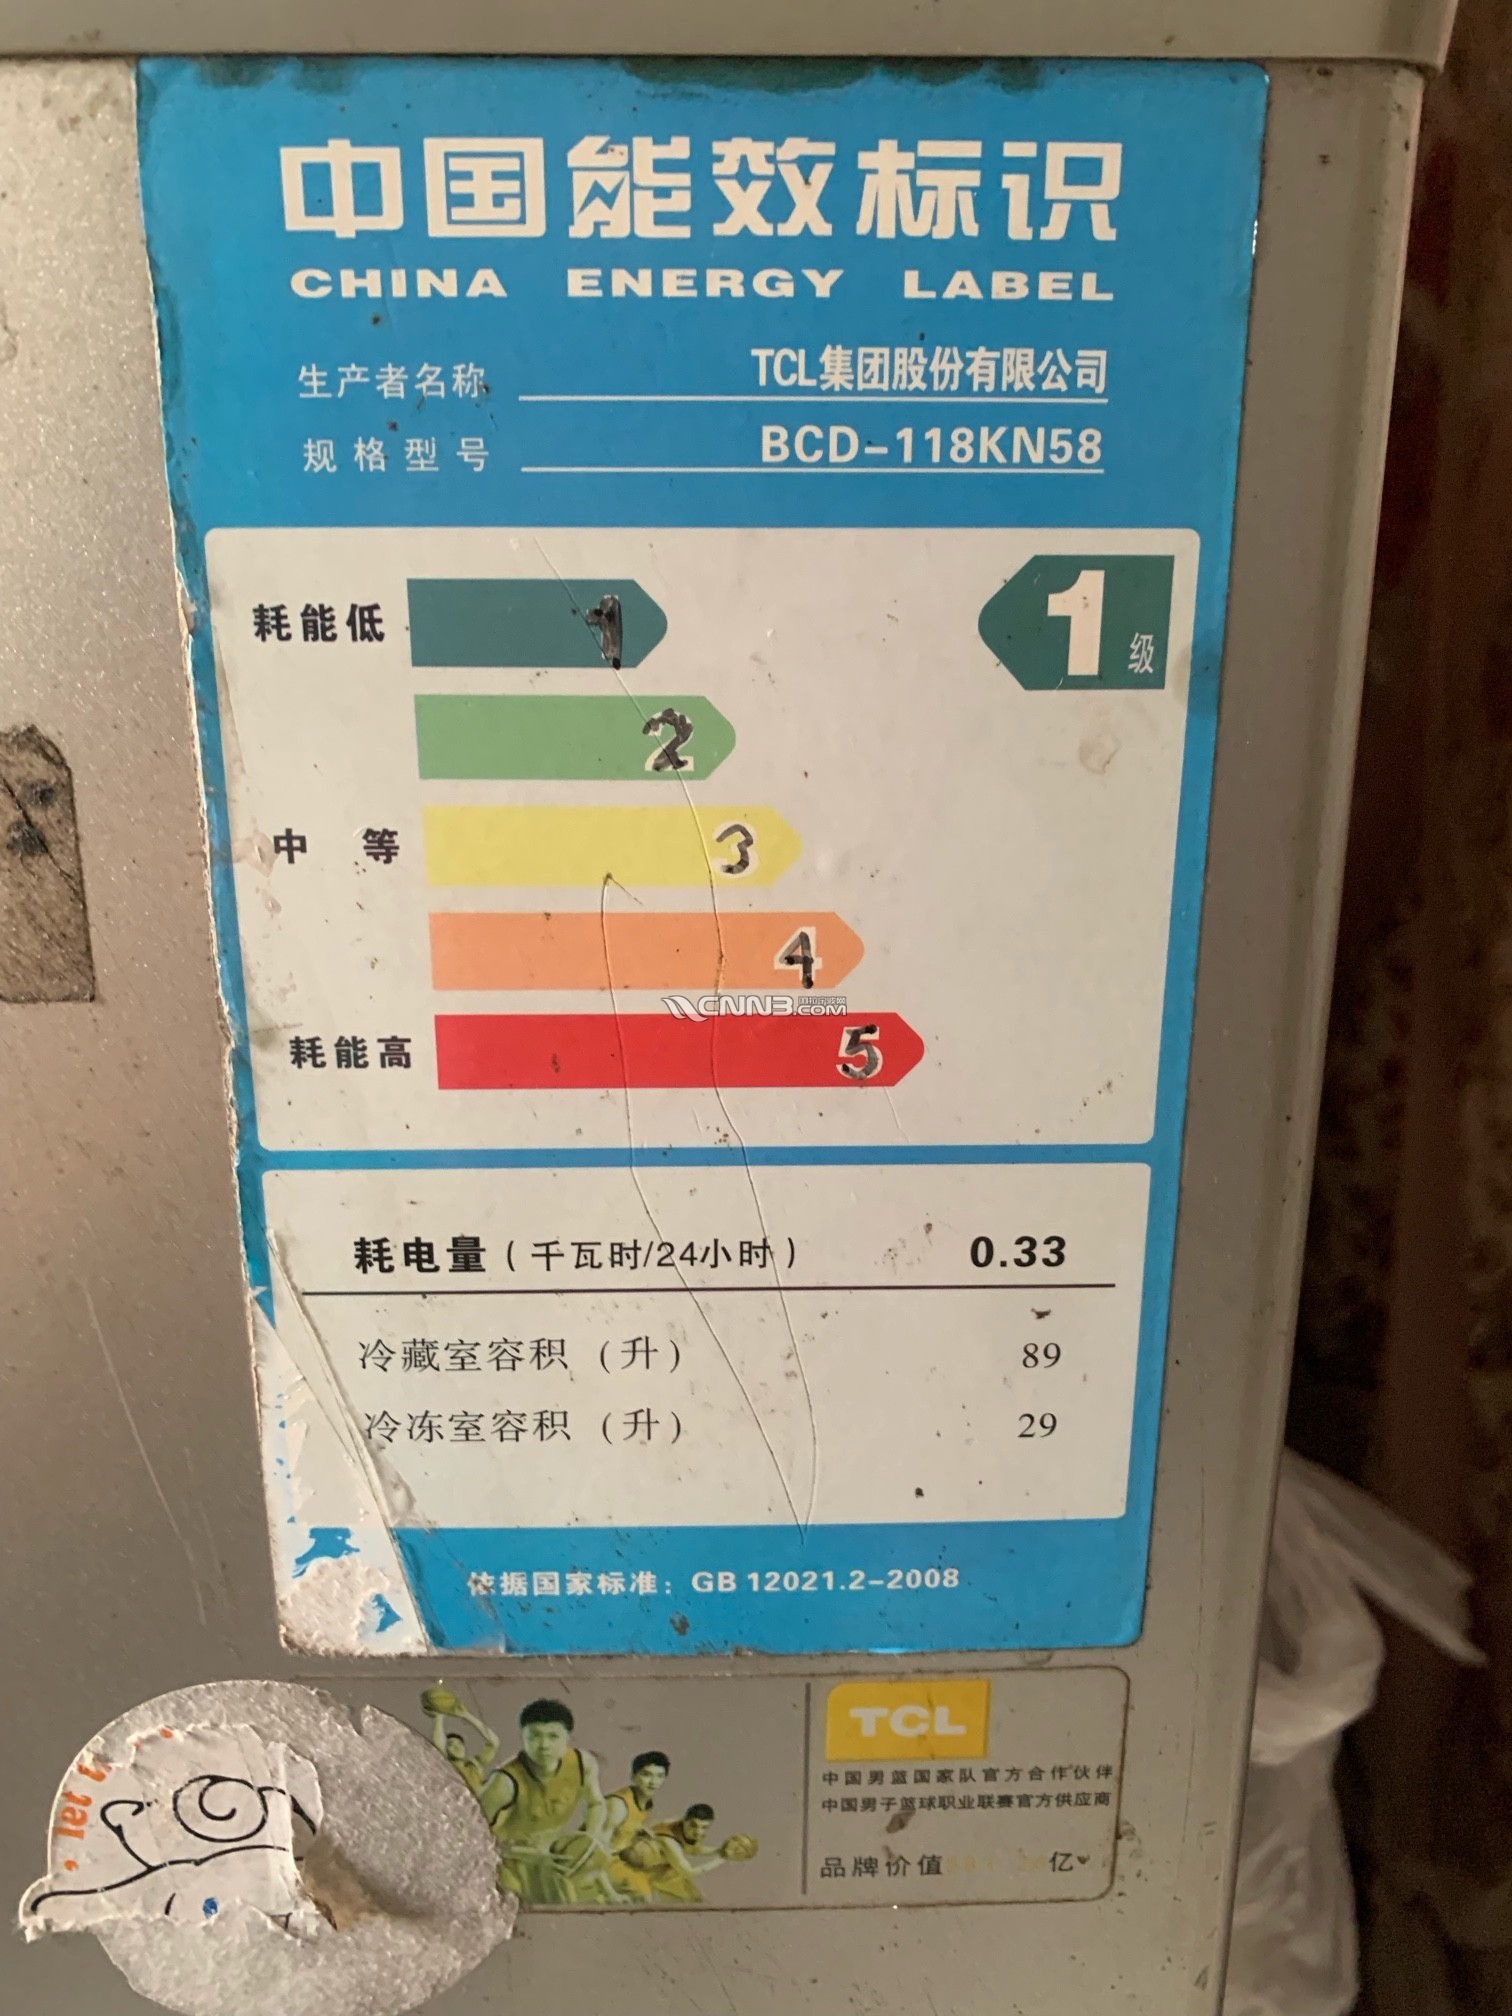 中国能效标识
CHINA ENERGY LABEL
生产者名称 TCL集团股份有限公司
规格型号 BCD-118KN58
耗能低 1
1级
2
中 等 3
4
CNNB.COM
耗能高 5
耗电量(千瓦时/24小时) 0.33
冷藏室容积(升) 89
冷冻室容积(升) 29
依据国家标准:GB 12021.2-2008
TCL
中国男篮国家队官方合作伙伴
中国男子篮球职业联赛官方供应商
品牌价值 亿